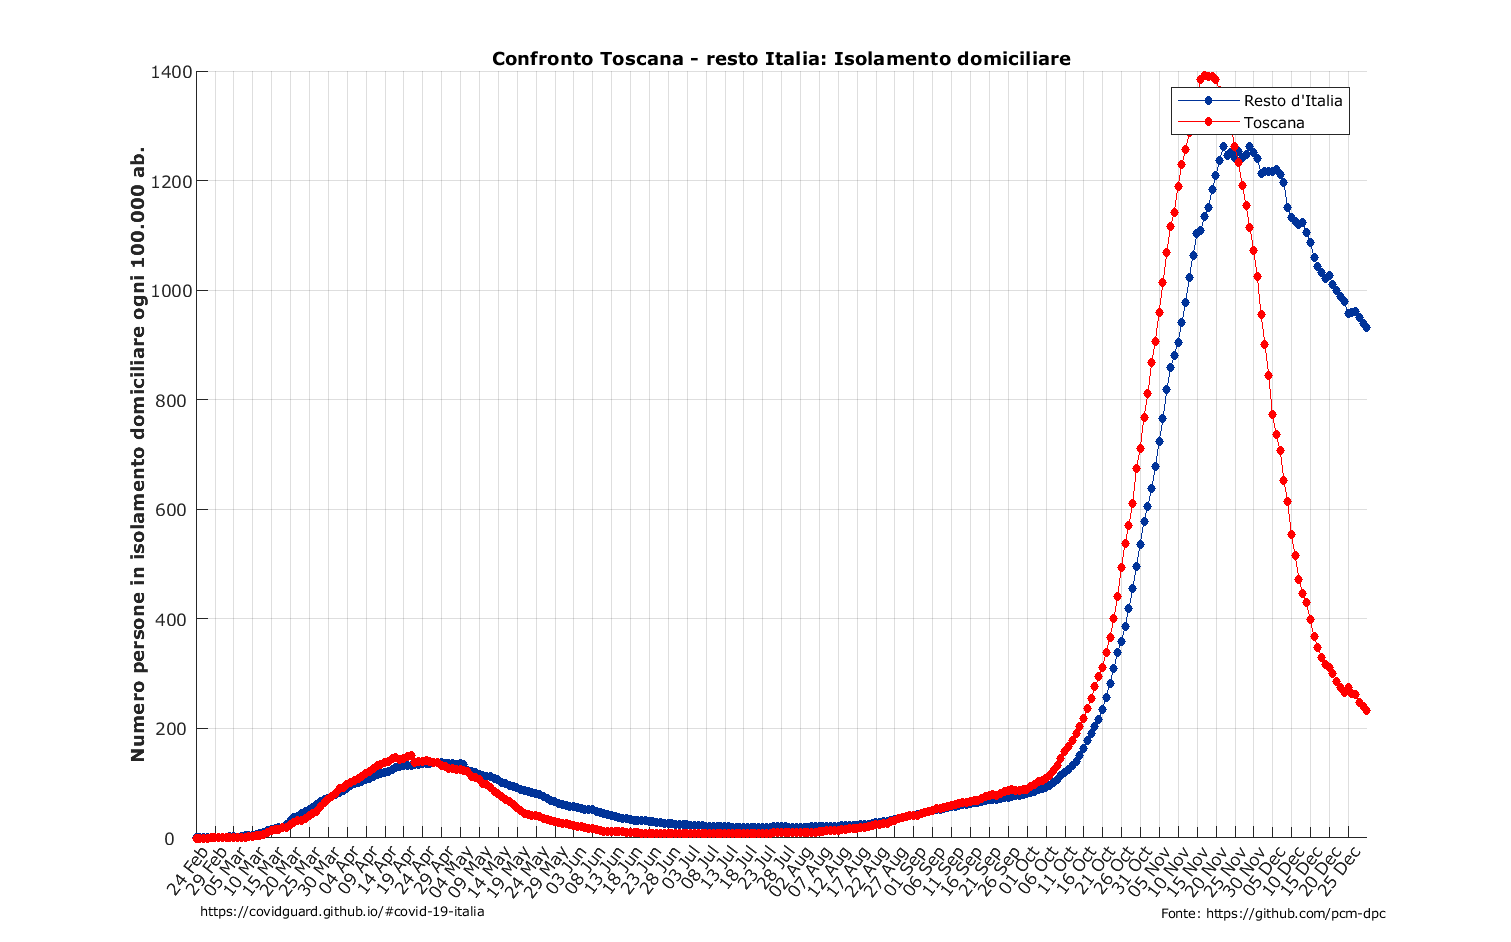 Confronto Toscana - resto Italia: Isolamento domiciliare
Numero persone in isolamento domiciliare ogni 100.000 ab.
1400
1200
1000
800
600
400
200
0
Resto d'Italia
Toscana
24 Feb
29 Feb
05 Mar
10 Mar
15 Mar
20 Mar
25 Mar
30 Mar
04 Apr
09 Apr
14 Apr
19 Apr
24 Apr
29 Apr
04 May
09 May
14 May
19 May
24 May
29 May
03 Jun
08 Jun
13 Jun
18 Jun
23 Jun
28 Jun
03 Jul
08 Jul
13 Jul
18 Jul
23 Jul
28 Jul
02 Aug
07 Aug
12 Aug
17 Aug
22 Aug
27 Aug
01 Sep
06 Sep
11 Sep
16 Sep
21 Sep
26 Sep
01 Oct
06 Oct
11 Oct
16 Oct
21 Oct
26 Oct
31 Oct
05 Nov
10 Nov
15 Nov
20 Nov
25 Nov
30 Nov
05 Dec
10 Dec
15 Dec
20 Dec
25 Dec
https://covidguard.github.io/#covid-19-italia
Fonte: https://github.com/pcm-dpc